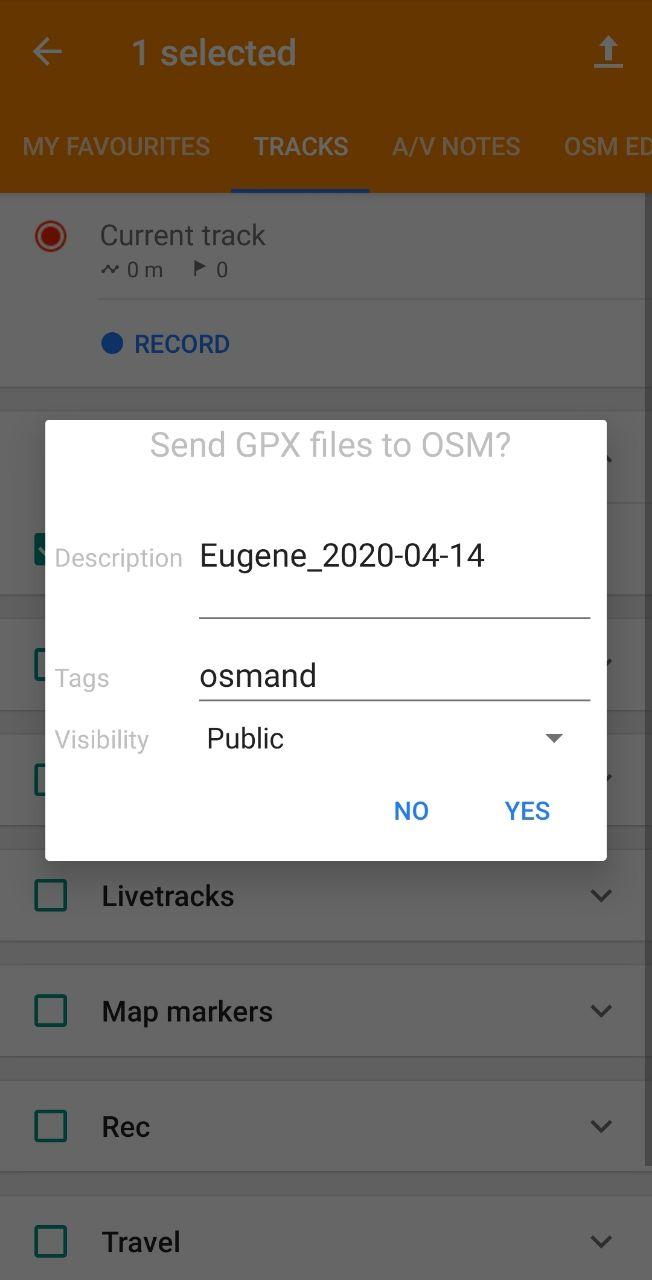 1 selected
MY FAVOURITES TRACKS A/V NOTES OSM ED
Current track
0 m 0
RECORD
Send GPX files to OSM?
Description Eugene_2020-04-14
Tags osmand
Visibility Public
NO YES
Livetracks
Map markers
Rec
Travel